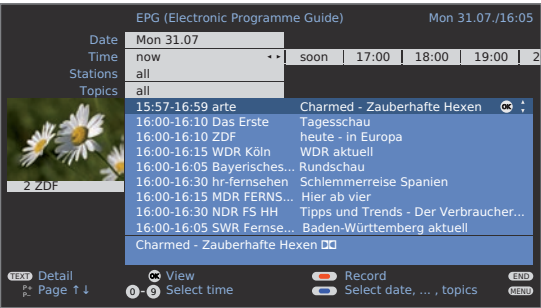 EPG (Electronic Programme Guide) Mon 31.07./16:05
Date Mon 31.07
Time now soon 17:00 18:00 19:00 2
Stations all
Topics all
15:57-16:59 arte Charmed - Zauberhafte Hexen OK
16:00-16:10 Das Erste Tagesschau
16:00-16:10 ZDF heute - in Europa
16:00-16:15 WDR Köln WDR aktuell
16:00-16:05 Bayerisches... Rundschau
16:00-16:30 hr-fernsehen Schlemmerreise Spanien
16:00-16:15 MDR FERNS... Hier ab vier
16:00-16:30 NDR FS HH Tipps und Trends - Der Verbraucher...
16:00-16:05 SWR Fernse... Baden-Württemberg aktuell
2 ZDF
Charmed - Zauberhafte Hexen
TEXT Detail OK View Record END
P+ P- Page ↑↓ 0-9 Select time Select date, ... , topics MENU